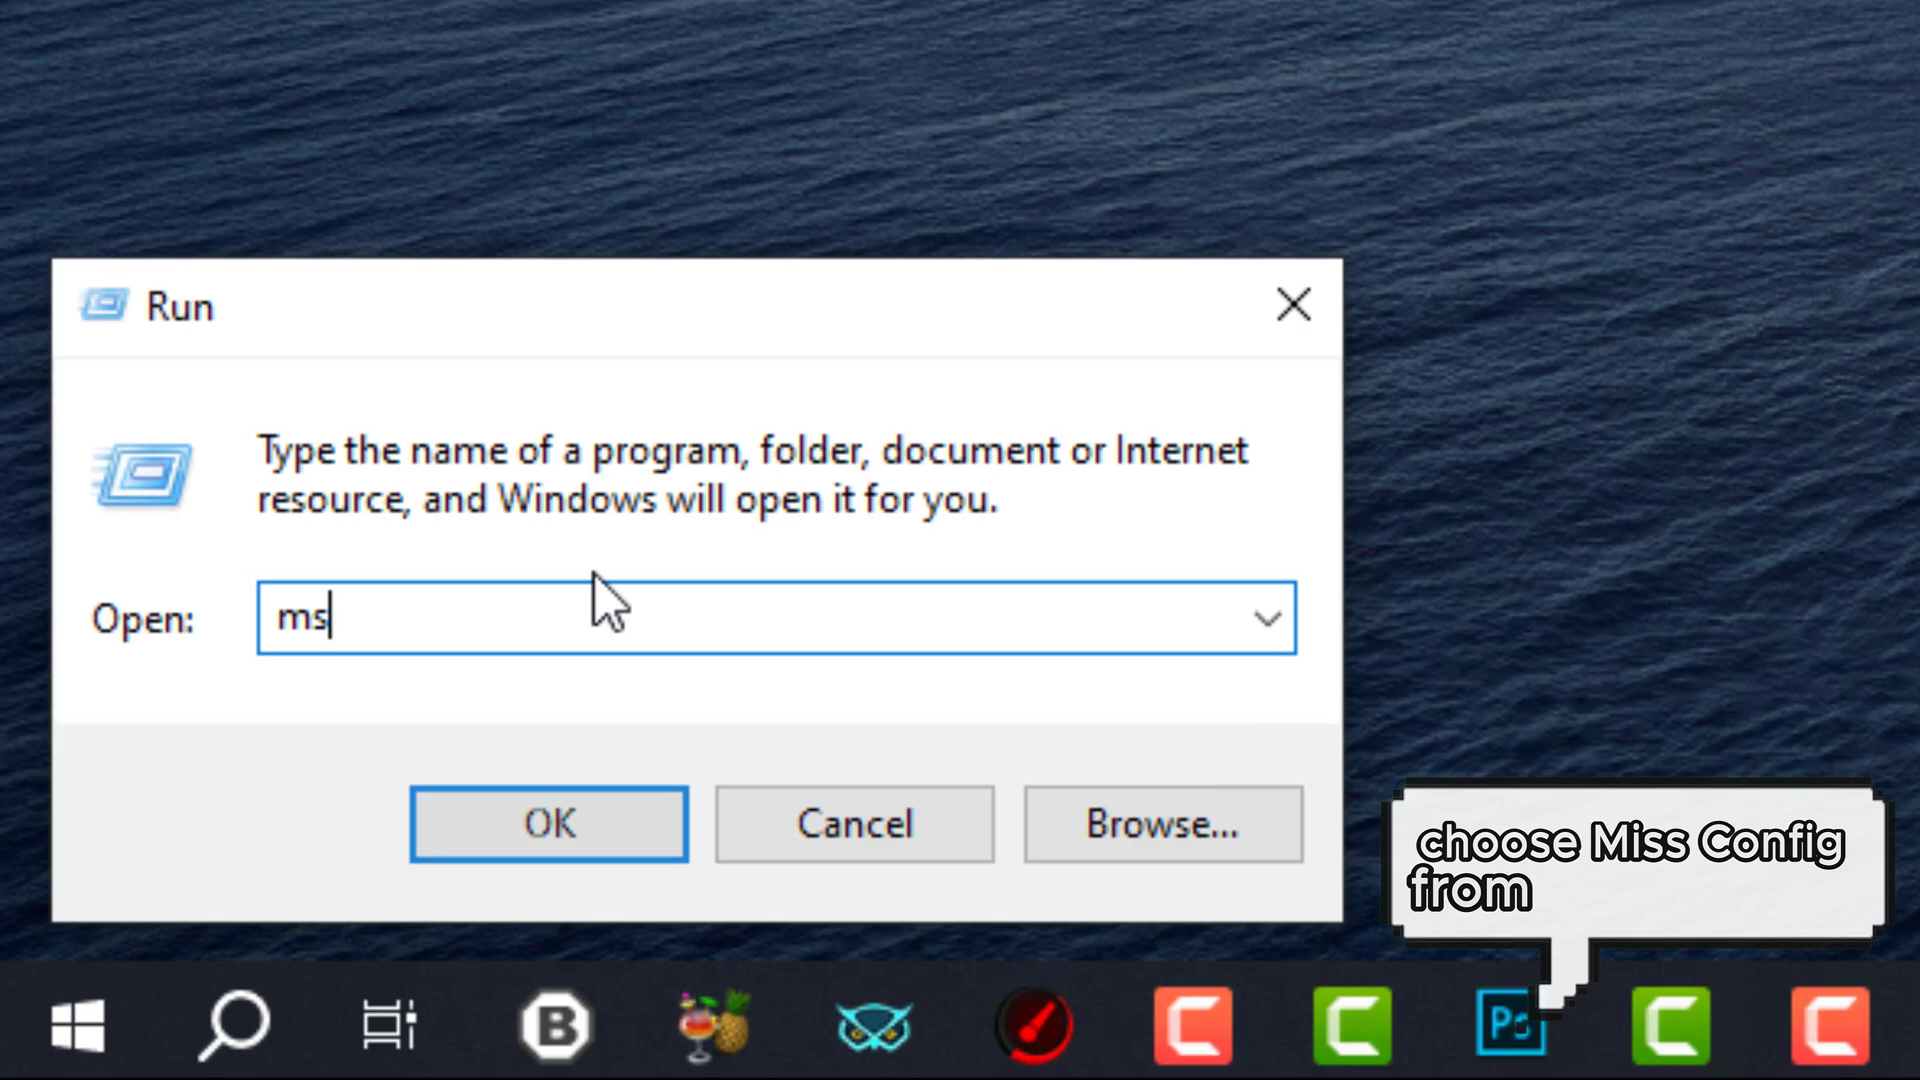 Run
Type the name of a program, folder, document or Internet
resource, and Windows will open it for you.
Open:
ms
OK
Cancel
Browse...
choose Miss Config
from
B
Ps